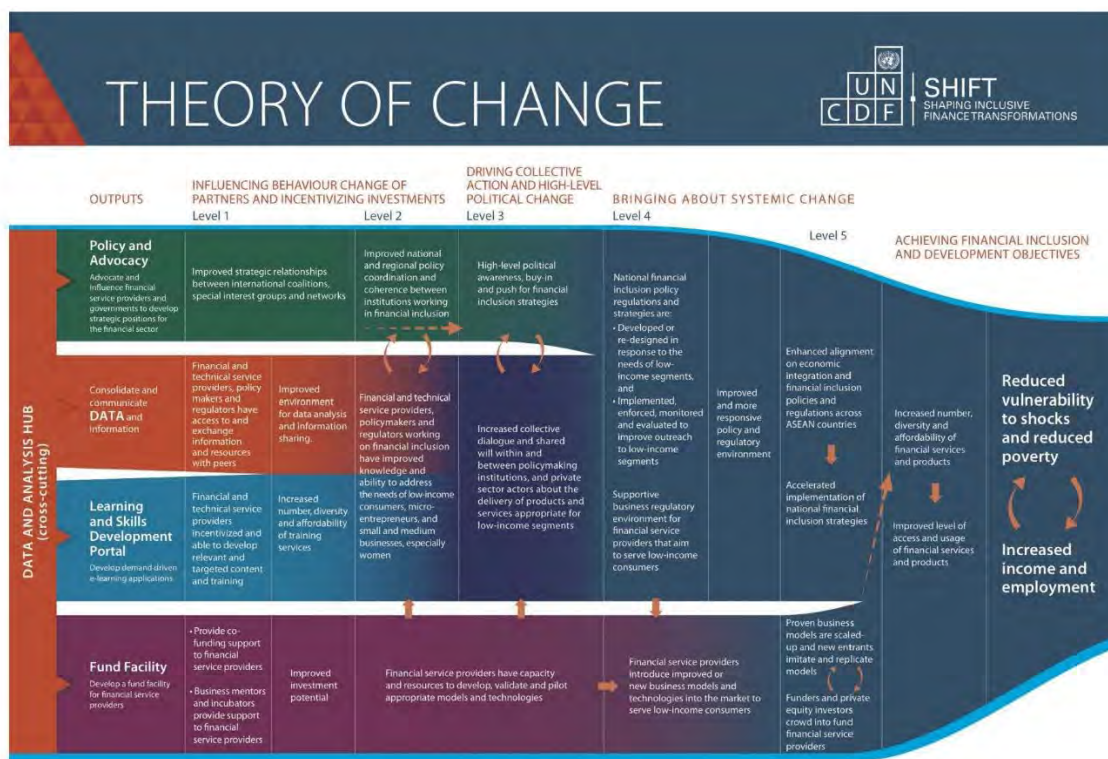 THEORY OF CHANGE
UN
CDF
SHIFT
SHAPING INCLUSIVE
FINANCE TRANSFORMATIONS
OUTPUTS
INFLUENCING BEHAVIOUR CHANGE OF
PARTNERS AND INCENTIVIZING INVESTMENTS
Level 1
Level 2
DRIVING COLLECTIVE
ACTION AND HIGH-LEVEL
POLITICAL CHANGE
Level 3
BRINGING ABOUT SYSTEMIC CHANGE
Level 4
Level 5
ACHIEVING FINANCIAL INCLUSION
AND DEVELOPMENT OBJECTIVES
DATA AND ANALYSIS HUB
(cross-cutting)
Policy and
Advocacy
Advocate and
Influence financial
service providers and
governments to develop
strategic positions for
the financial sector
Improved strategic relationships
between international coalitions,
special interest groups and networks
Improved national
and regional policy
coordination and
coherence between
institutions working
in financial inclusion
High-level political
awareness, buy-in
and push for financial
inclusion strategies
Consolidate and
communicate
DATA and
information
Financial and
technical service
providers, policy
makers and
regulators have
access to and
exchange
information
and resources
with peers
Improved
environment
for data analysis
and information
sharing.
Learning
and Skills
Development
Portal
Develop demand driven
e-learning applications
Financial and
technical service
providers
incentivized and
able to develop
relevant and
targeted content
and training
Increased
number, diversity
and affordability
of training
services
Financial and technical
service providers,
policymakers and
regulators working
on financial inclusion
have improved
knowledge and
ability to address
the needs of low-income
consumers, micro-
entrepreneurs, and
small and medium
businesses, especially
women
Increased collective
dialogue and shared
will within and
between policymaking
institutions, and private
sector actors about the
delivery of products and
services appropriate for
low-income segments
National financial
inclusion policy
regulations and
strategies are:
• Developed or
re-designed in
response to the
needs of low-
income segments,
and
• Implemented,
enforced, monitored
and evaluated to
improve outreach
to low-income
segments
Supportive
business regulatory
environment for
financial service
providers that aim
to serve low-income
consumers
Improved
and more
responsive
policy and
regulatory
environment
Enhanced alignment
on economic
integration and
financial inclusion
policies and
regulations across
ASEAN countries
Accelerated
implementation of
national financial
inclusion strategies
Increased number,
diversity and
affordability of
financial services
and products
Improved level of
access and usage
of financial services
and products
Reduced
vulnerability
to shocks
and reduced
poverty
Increased
income and
employment
Fund Facility
Develop a fund facility
for financial service
providers
• Provide co-
funding support
to financial
service providers
• Business mentors
and incubators
provide support
to financial
service providers
Improved
investment
potential
Financial service providers have capacity
and resources to develop, validate and pilot
appropriate models and technologies
Financial service providers
introduce improved or
new business models and
technologies into the market to
serve low-income consumers
Proven business
models are scaled-
up and new entrants
imitate and replicate
models
Funders and private
equity investors
crowd into fund
financial service
providers